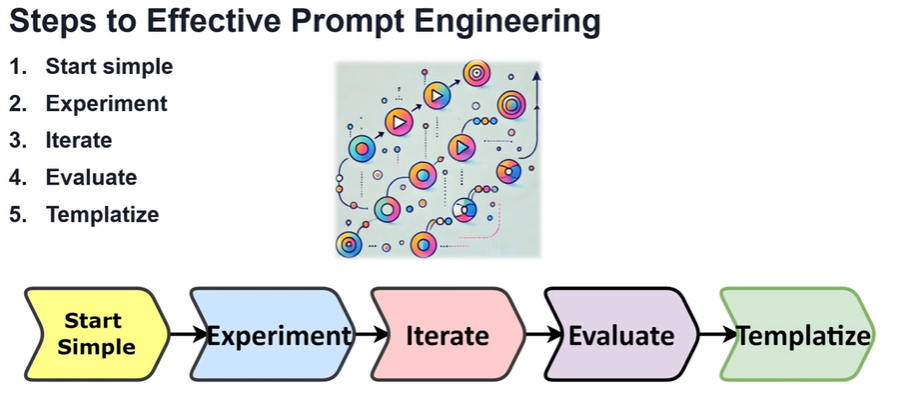 Steps to Effective Prompt Engineering
1. Start simple
2. Experiment
3. Iterate
4. Evaluate
5. Templatize
Start
Simple
Experiment
Iterate
Evaluate
Templatize